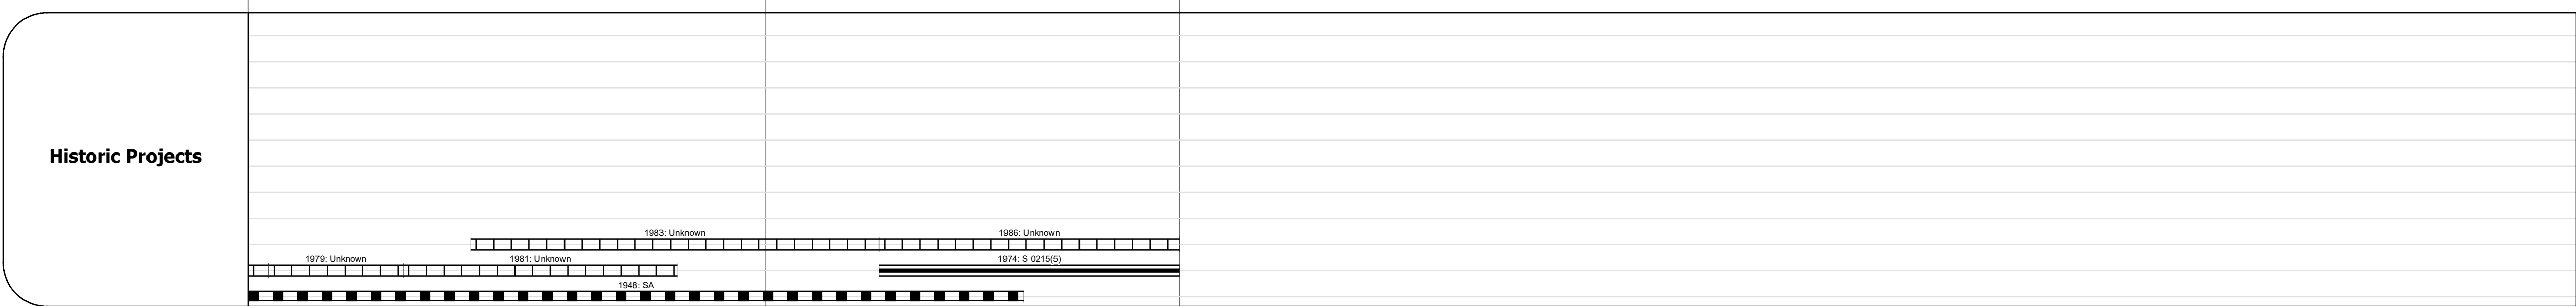 Historic Projects
1983: Unknown
1986: Unknown
1979: Unknown
1981: Unknown
1974: S 0215(5)
1948: SA